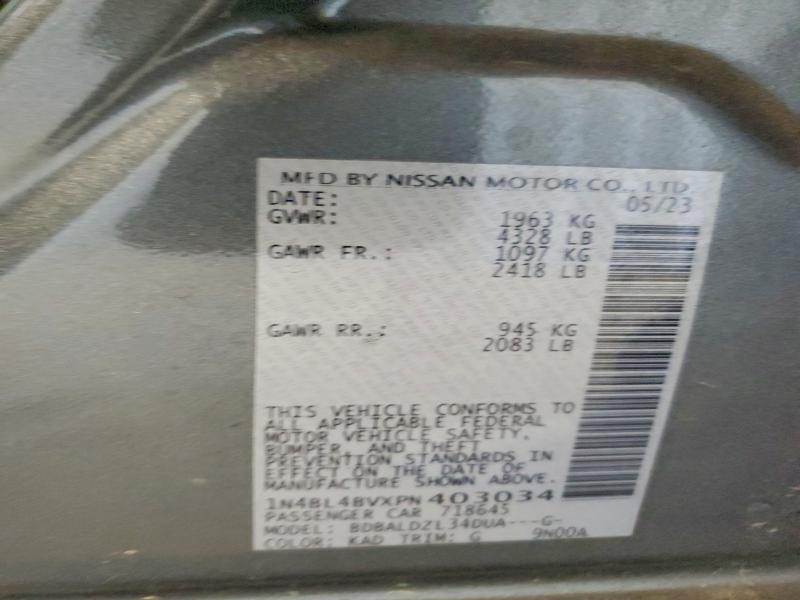 MFD BY NISSAN MOTOR CO., LTD.
DATE: 05/23
GVWR: 1963 KG
4328 LB
GAWR FR.: 1097 KG
2418 LB
GAWR RR.: 945 KG
2083 LB
THIS VEHICLE CONFORMS TO
ALL APPLICABLE FEDERAL
MOTOR VEHICLE SAFETY,
BUMPER, AND THEFT
PREVENTION STANDARDS IN
EFFECT ON THE DATE OF
MANUFACTURE SHOWN ABOVE.
1N4BL4BVXPN403034
PASSENGER CAR 718645
MODEL: BDBALDZL34DUA---G-
COLOR: KAD TRIM: G 9N00A